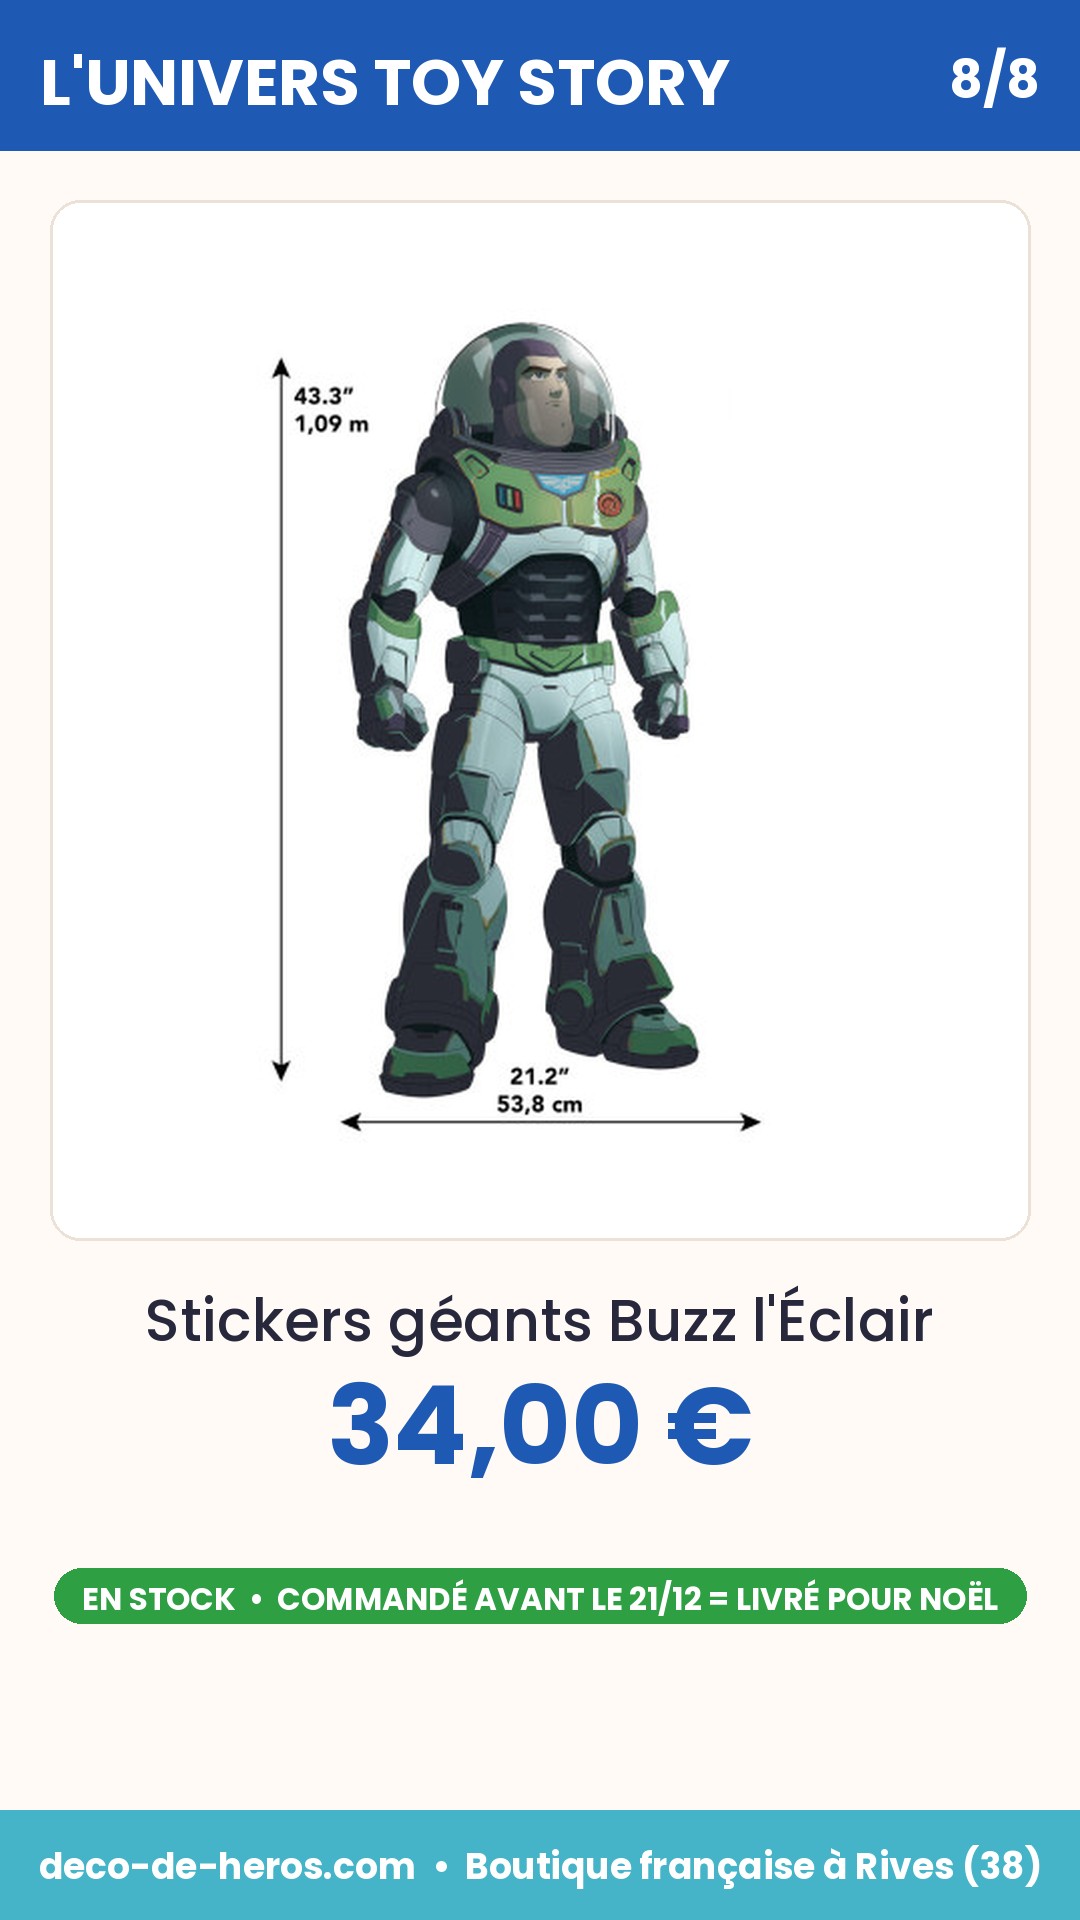 L'UNIVERS TOY STORY
8/8
43.3"
1,09 m
21.2"
53,8 cm
Stickers géants Buzz l'Éclair
34,00 €
EN STOCK • COMMANDÉ AVANT LE 21/12 = LIVRÉ POUR NOËL
deco-de-heros.com • Boutique française à Rives (38)